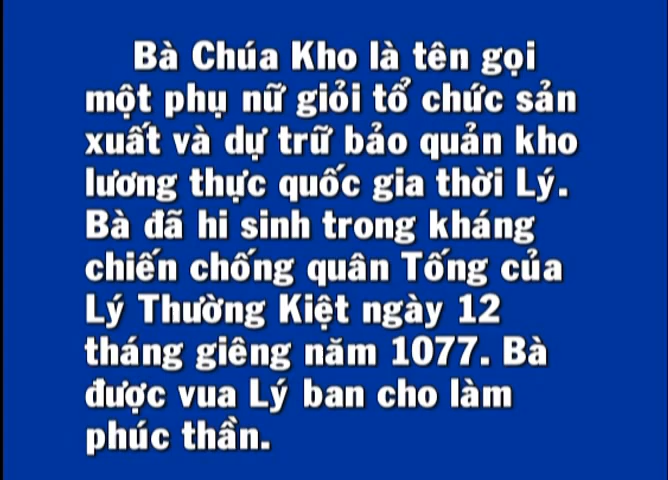 Bà Chúa Kho là tên gọi
một phụ nữ giỏi tổ chức sản
xuất và dự trữ bảo quản kho
lương thực quốc gia thời Lý.
Bà đã hi sinh trong kháng
chiến chống quân Tống của
Lý Thường Kiệt ngày 12
tháng giêng năm 1077. Bà
được vua Lý ban cho làm
phúc thần.